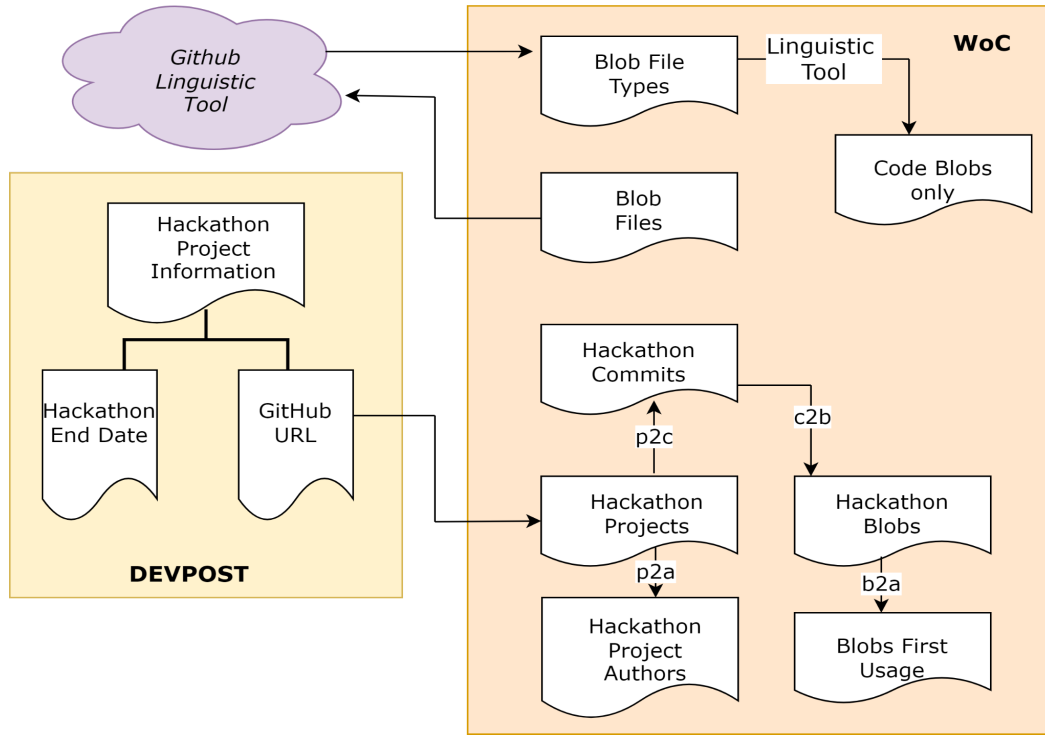 Github
Linguistic
Tool
WoC
Blob File
Types
Linguistic
Tool
Code Blobs
only
Blob
Files
Hackathon
Project
Information
Hackathon
End Date
GitHub
URL
DEVPOST
Hackathon
Commits
c2b
p2c
Hackathon
Projects
Hackathon
Blobs
p2a
b2a
Hackathon
Project
Authors
Blobs First
Usage